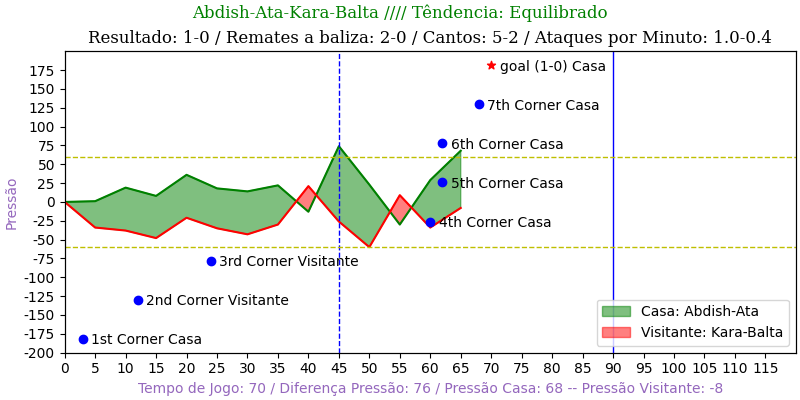 Abdish-Ata-Kara-Balta //// Têndencia: Equilibrado
Resultado: 1-0 / Remates a baliza: 2-0 / Cantos: 5-2 / Ataques por Minuto: 1.0-0.4
Pressão
175
150
125
100
75
50
25
0
-25
-50
-75
-100
-125
-150
-175
-200
goal (1-0) Casa
7th Corner Casa
6th Corner Casa
5th Corner Casa
4th Corner Casa
3rd Corner Visitante
2nd Corner Visitante
1st Corner Casa
Casa: Abdish-Ata
Visitante: Kara-Balta
0 5 10 15 20 25 30 35 40 45 50 55 60 65 70 75 80 85 90 95 100 105 110 115
Tempo de Jogo: 70 / Diferença Pressão: 76 / Pressão Casa: 68 -- Pressão Visitante: -8